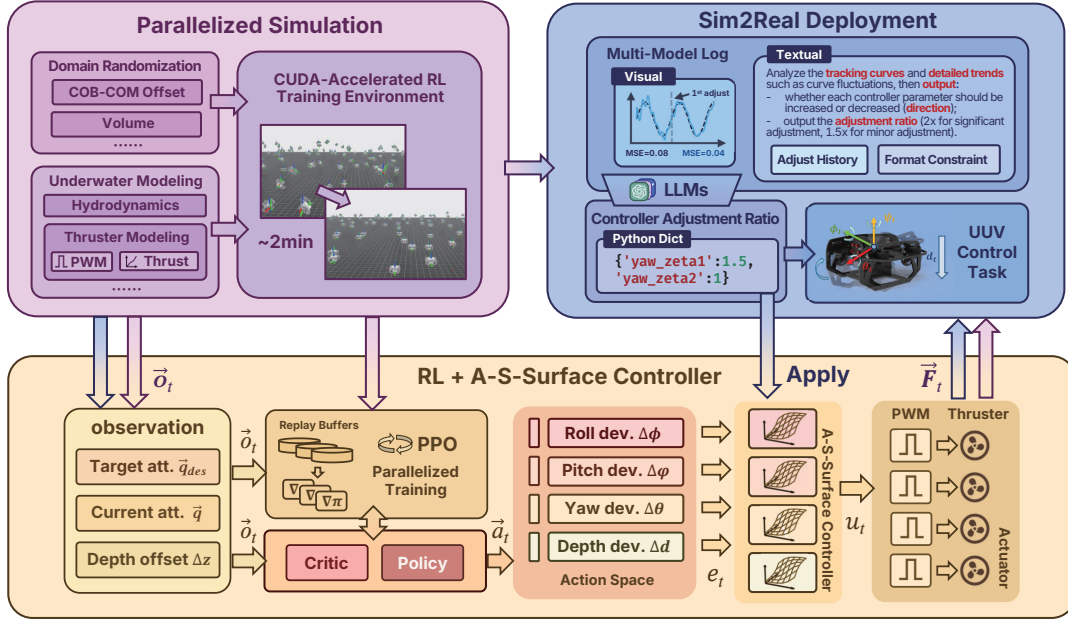 Parallelized Simulation
Domain Randomization
COB-COM Offset
Volume
......
Underwater Modeling
Hydrodynamics
Thruster Modeling
PWM
Thrust
......
CUDA-Accelerated RL
Training Environment
~2min
Sim2Real Deployment
Multi-Model Log
Visual
1st adjust
MSE=0.08
MSE=0.04
Textual
Analyze the tracking curves and detailed trends
such as curve fluctuations, then output:
- whether each controller parameter should be
increased or decreased (direction);
- output the adjustment ratio (2x for significant
adjustment, 1.5x for minor adjustment).
Adjust History
Format Constraint
LLMs
Controller Adjustment Ratio
Python Dict
{'yaw_zeta1':1.5,
'yaw_zeta2':1}
ϕₜ
dₜ
UUV
Control
Task
o⃗ₜ
RL + A-S-Surface Controller
Apply
F⃗ₜ
observation
Target att. q⃗_des
Current att. q⃗
Depth offset Δz
o⃗ₜ
o⃗ₜ
Replay Buffers
∇
∇
∇π
PPO
Parallelized
Training
Critic
Policy
a⃗ₜ
Roll dev. Δϕ
Pitch dev. Δφ
Yaw dev. Δθ
Depth dev. Δd
Action Space
eₜ
A-S-Surface Controller
uₜ
PWM
Thruster
Actuator